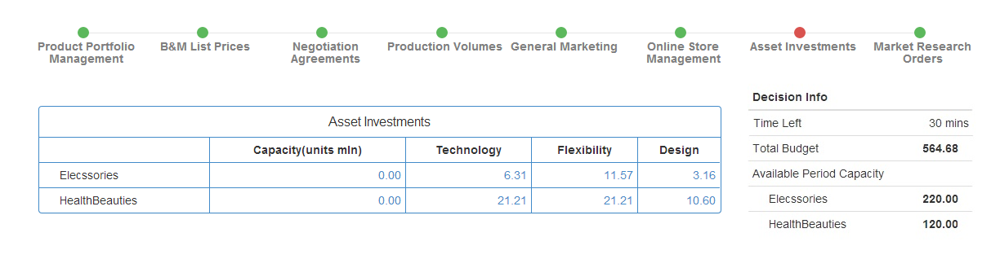 Product Portfolio Management
B&M List Prices
Negotiation Agreements
Production Volumes
General Marketing
Online Store Management
Asset Investments
Market Research Orders
Asset Investments
Capacity(units mln) Technology Flexibility Design
Elecssories 0.00 6.31 11.57 3.16
HealthBeauties 0.00 21.21 21.21 10.60
Decision Info
Time Left 30 mins
Total Budget 564.68
Available Period Capacity
Elecssories 220.00
HealthBeauties 120.00